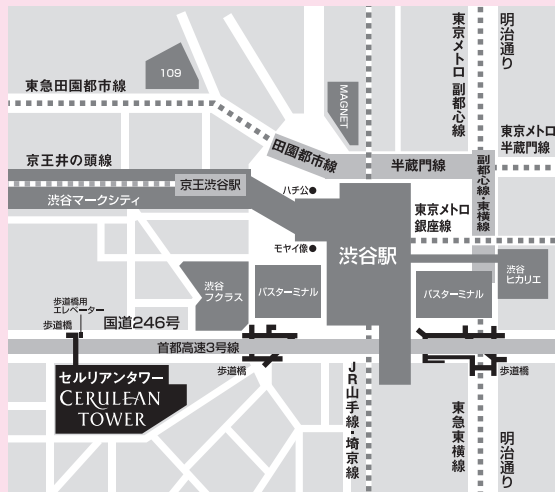 109
東急田園都市線
MAGNET
東京メトロ 副都心線
明治通り
東京メトロ
半蔵門線
京王井の頭線
田園都市線
半蔵門線
副都心線・東横線
京王渋谷駅
ハチ公●
渋谷マークシティ
東京メトロ
銀座線
モヤイ像●
渋谷駅
渋谷
フクラス
バスターミナル
バスターミナル
渋谷
ヒカリエ
歩道橋用
エレベーター
歩道橋
国道246号
首都高速3号線
歩道橋
歩道橋
セルリアンタワー
CERULEAN
TOWER
JR山手線・埼京線
東急東横線
明治通り